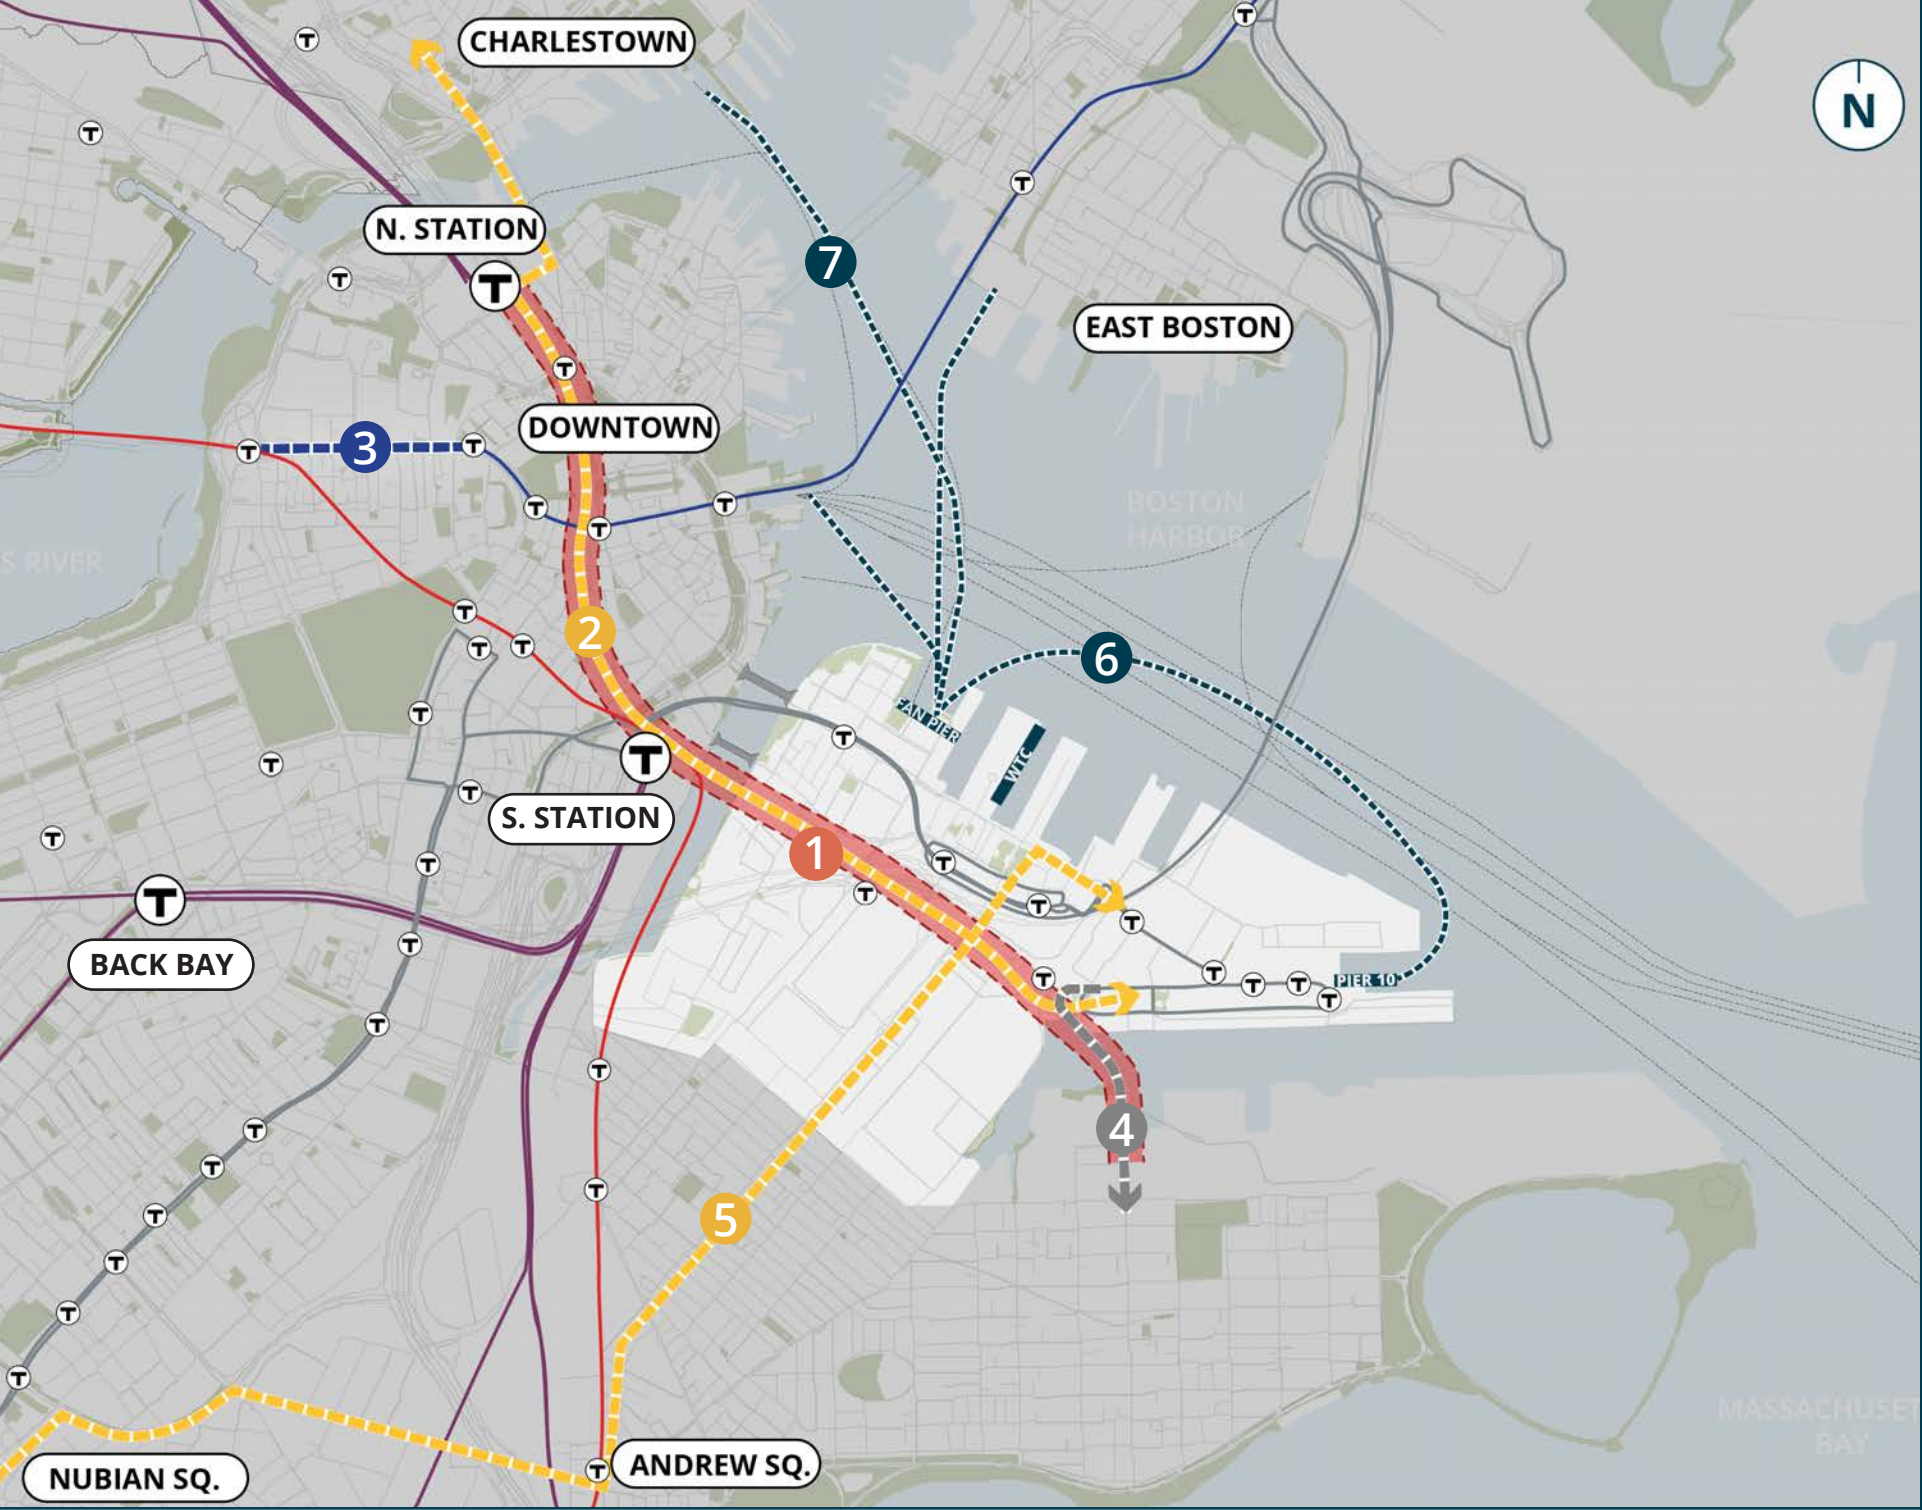 CHARLESTOWN
T
T
N
T
T
N. STATION
7
T
T
T
EAST BOSTON
T
DOWNTOWN
T
3
T
T
T
T
BOSTON
HARBOR
S RIVER
T
2
T
T
6
T
FAN PIER
T
WTC
T
T
S. STATION
T
T
1
T
T
T
T
BACK BAY
T
T
T
T
T
T
T
PIER 10
T
T
T
4
T
T
T
T
5
T
T
T
MASSACHUSET
BAY
NUBIAN SQ.
T
ANDREW SQ.